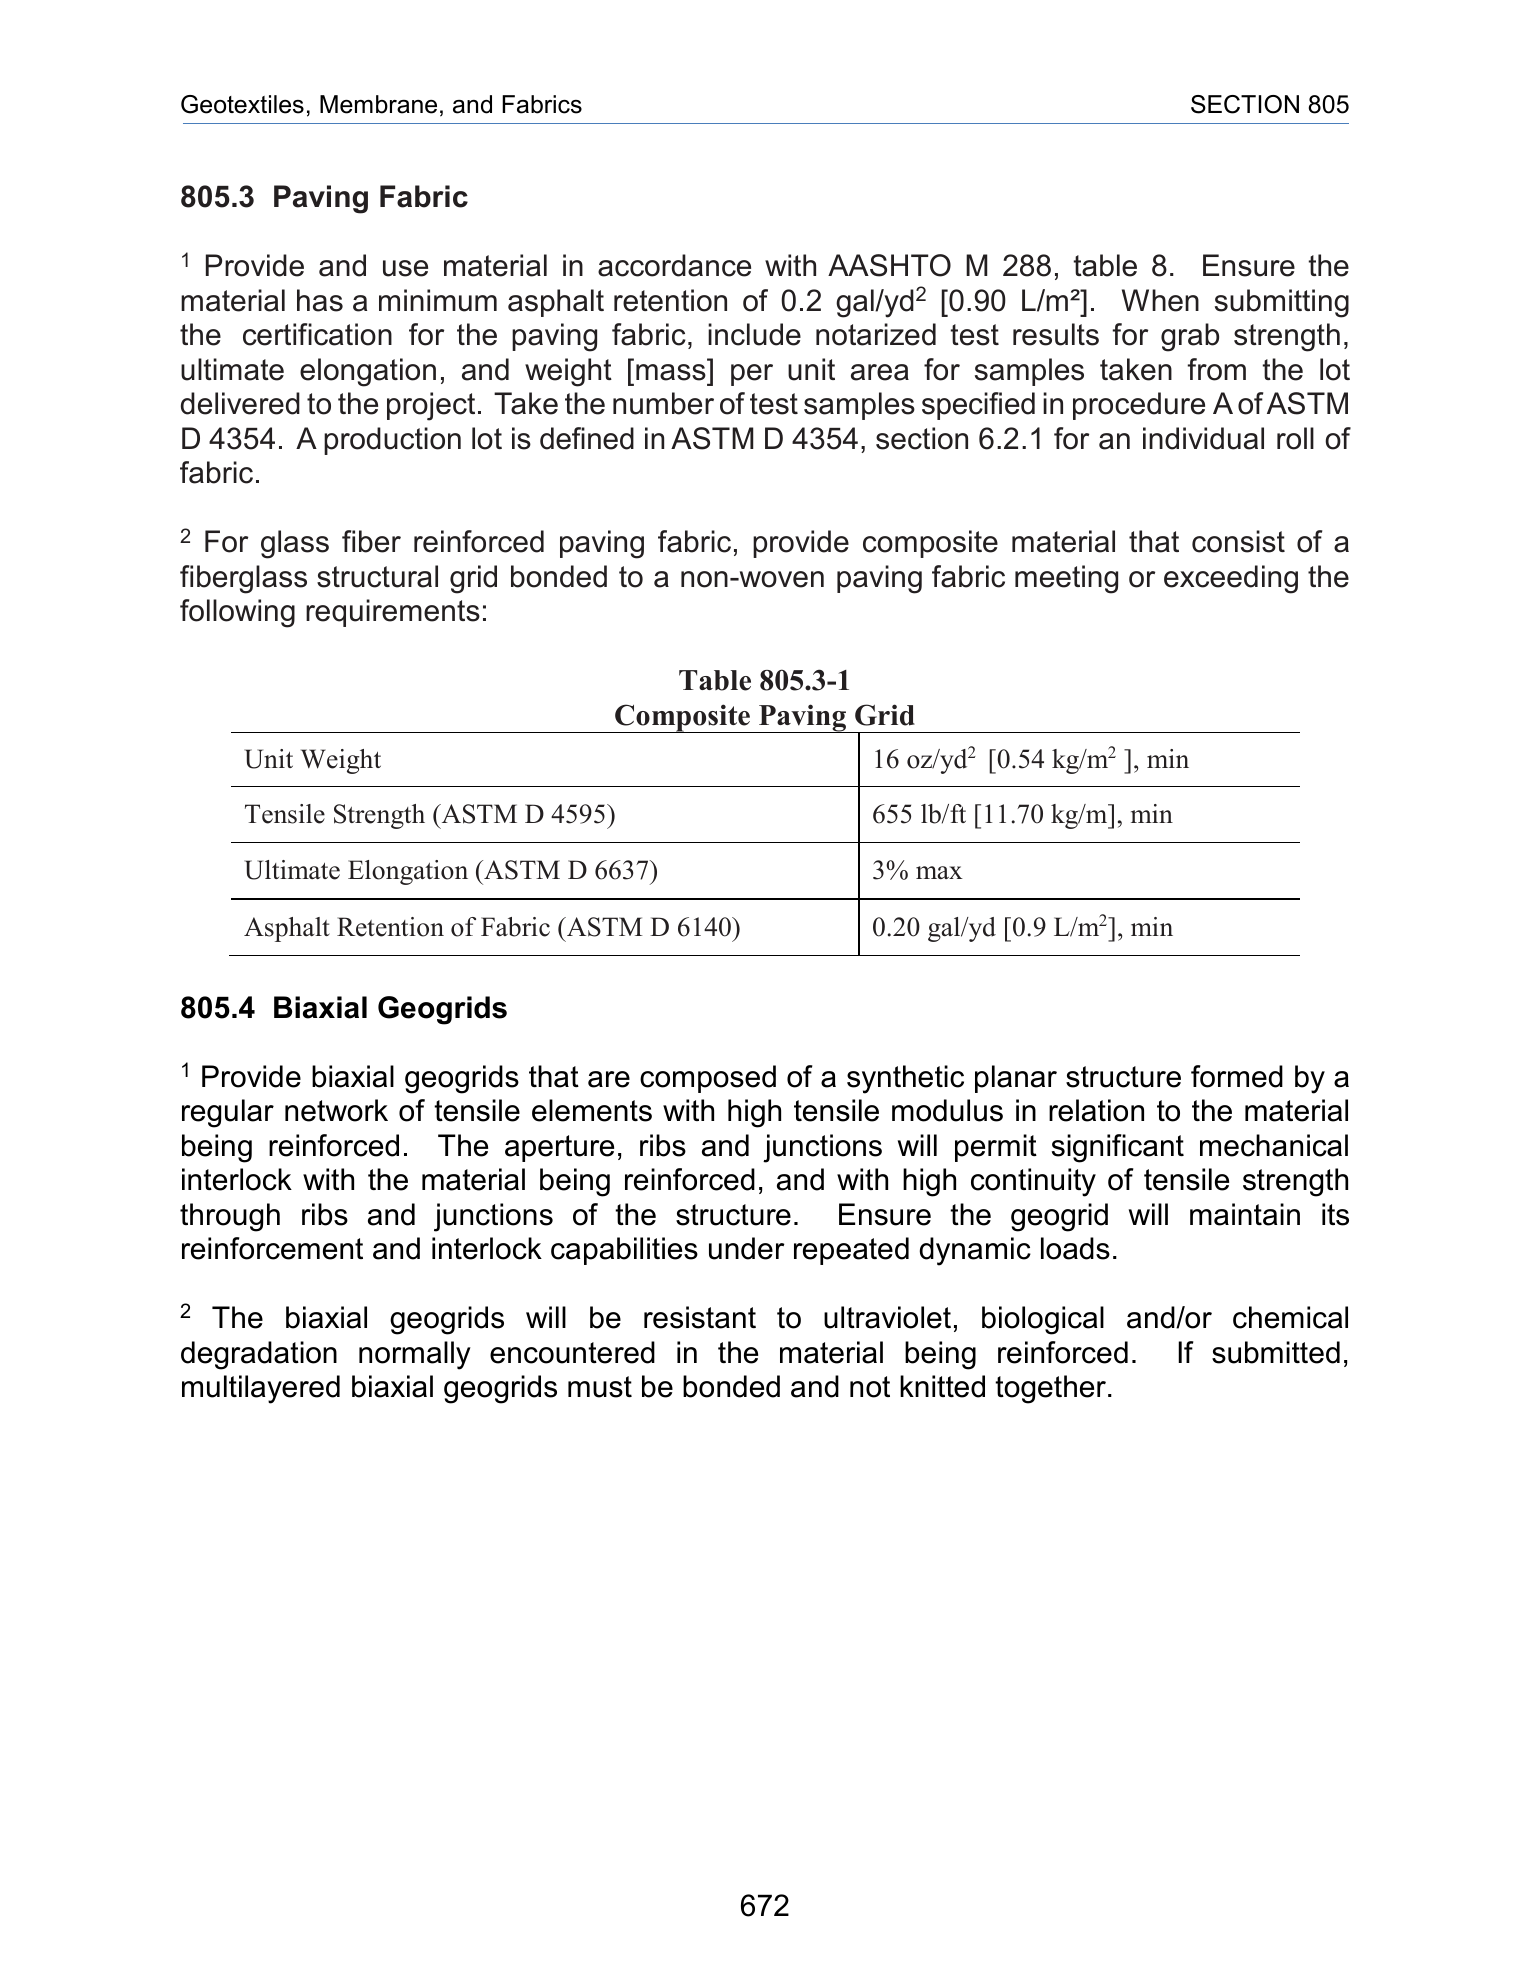 Geotextiles, Membrane, and Fabrics SECTION 805
805.3 Paving Fabric
¹ Provide and use material in accordance with AASHTO M 288, table 8. Ensure the
material has a minimum asphalt retention of 0.2 gal/yd² [0.90 L/m²]. When submitting
the certification for the paving fabric, include notarized test results for grab strength,
ultimate elongation, and weight [mass] per unit area for samples taken from the lot
delivered to the project. Take the number of test samples specified in procedure A of ASTM
D 4354. A production lot is defined in ASTM D 4354, section 6.2.1 for an individual roll of
fabric.
² For glass fiber reinforced paving fabric, provide composite material that consist of a
fiberglass structural grid bonded to a non-woven paving fabric meeting or exceeding the
following requirements:
Table 805.3-1
Composite Paving Grid
Unit Weight 16 oz/yd² [0.54 kg/m² ], min
Tensile Strength (ASTM D 4595) 655 lb/ft [11.70 kg/m], min
Ultimate Elongation (ASTM D 6637) 3% max
Asphalt Retention of Fabric (ASTM D 6140) 0.20 gal/yd [0.9 L/m²], min
805.4 Biaxial Geogrids
¹ Provide biaxial geogrids that are composed of a synthetic planar structure formed by a
regular network of tensile elements with high tensile modulus in relation to the material
being reinforced. The aperture, ribs and junctions will permit significant mechanical
interlock with the material being reinforced, and with high continuity of tensile strength
through ribs and junctions of the structure. Ensure the geogrid will maintain its
reinforcement and interlock capabilities under repeated dynamic loads.
² The biaxial geogrids will be resistant to ultraviolet, biological and/or chemical
degradation normally encountered in the material being reinforced. If submitted,
multilayered biaxial geogrids must be bonded and not knitted together.
672